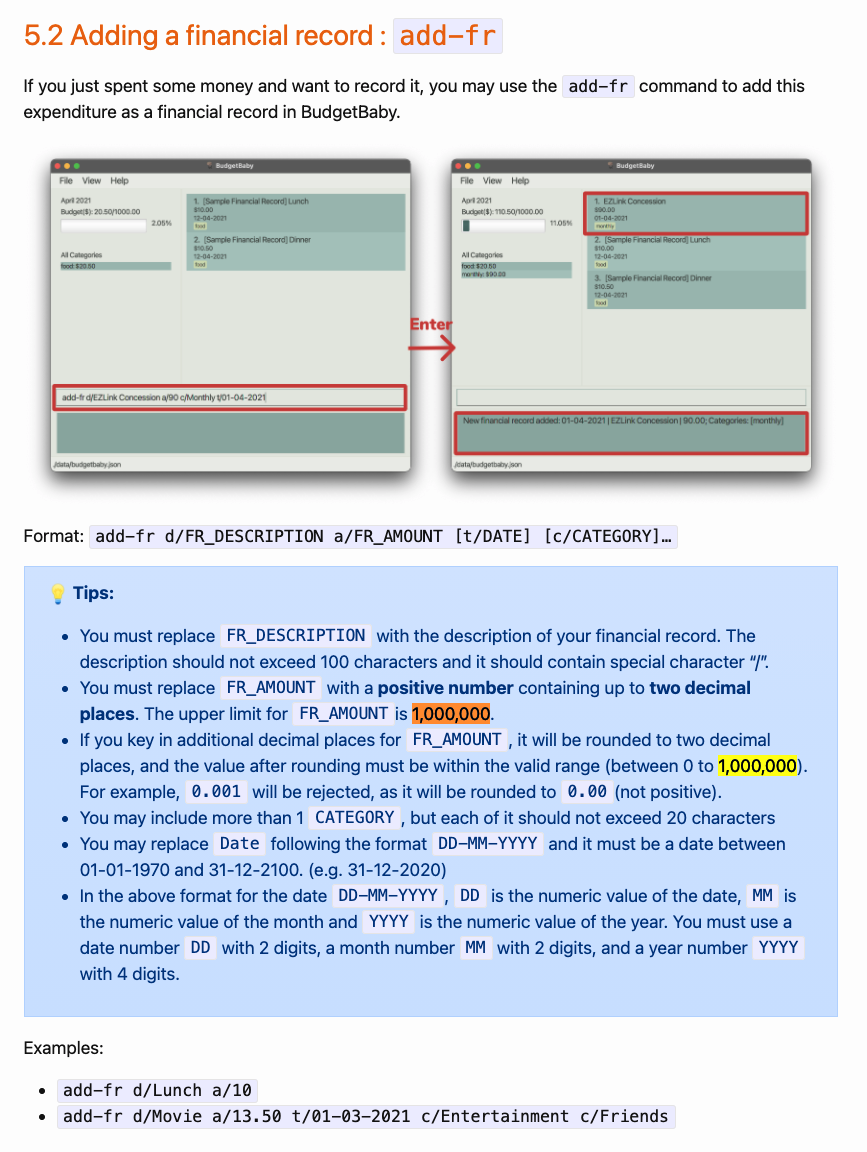 5.2 Adding a financial record : add-fr
If you just spent some money and want to record it, you may use the add-fr command to add this
expenditure as a financial record in BudgetBaby.
BudgetBaby
File View Help
April 2021
Budget($): 20.50/1000.00
2.05%
All Categories
food: $20.50
1. [Sample Financial Record] Lunch
$10.00
12-04-2021
food
2. [Sample Financial Record] Dinner
$10.50
12-04-2021
food
add-fr d/EZLink Concession a/90 c/Monthly t/01-04-2021
/data/budgetbaby.json
Enter
BudgetBaby
File View Help
April 2021
Budget($): 110.50/1000.00
11.05%
All Categories
food: $20.50
monthly: $90.00
1. EZLink Concession
$90.00
01-04-2021
monthly
2. [Sample Financial Record] Lunch
$10.00
12-04-2021
food
3. [Sample Financial Record] Dinner
$10.50
12-04-2021
food
New financial record added: 01-04-2021 | EZLink Concession | 90.00; Categories: [monthly]
/data/budgetbaby.json
Format: add-fr d/FR_DESCRIPTION a/FR_AMOUNT [t/DATE] [c/CATEGORY]…
💡 Tips:
• You must replace FR_DESCRIPTION with the description of your financial record. The
description should not exceed 100 characters and it should contain special character “/”.
• You must replace FR_AMOUNT with a positive number containing up to two decimal
places. The upper limit for FR_AMOUNT is 1,000,000.
• If you key in additional decimal places for FR_AMOUNT , it will be rounded to two decimal
places, and the value after rounding must be within the valid range (between 0 to 1,000,000).
For example, 0.001 will be rejected, as it will be rounded to 0.00 (not positive).
• You may include more than 1 CATEGORY , but each of it should not exceed 20 characters
• You may replace Date following the format DD-MM-YYYY and it must be a date between
01-01-1970 and 31-12-2100. (e.g. 31-12-2020)
• In the above format for the date DD-MM-YYYY , DD is the numeric value of the date, MM is
the numeric value of the month and YYYY is the numeric value of the year. You must use a
date number DD with 2 digits, a month number MM with 2 digits, and a year number YYYY
with 4 digits.
Examples:
• add-fr d/Lunch a/10
• add-fr d/Movie a/13.50 t/01-03-2021 c/Entertainment c/Friends